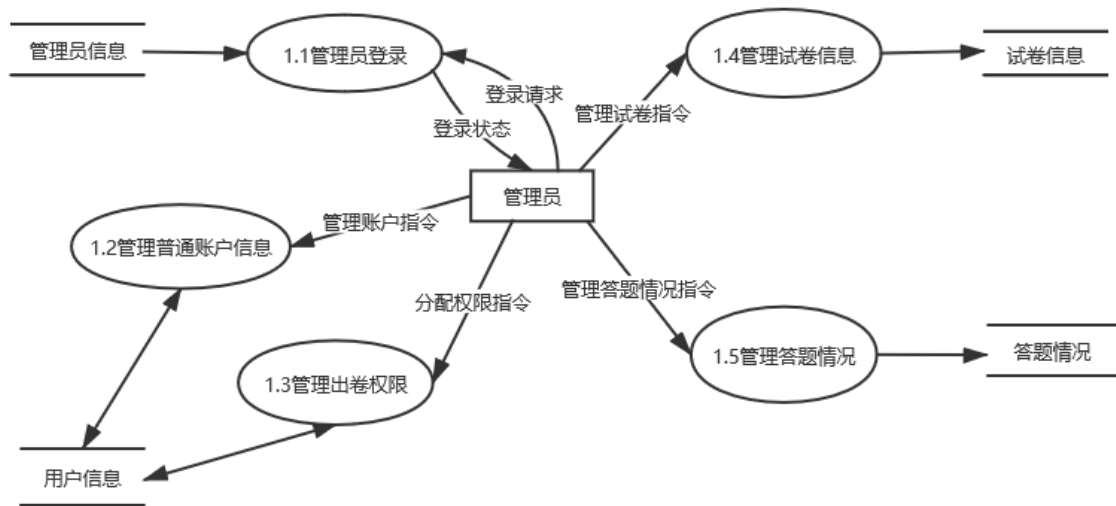 管理员信息
1.1管理员登录
1.4管理试卷信息
试卷信息
登录请求
登录状态
管理试卷指令
管理员
管理账户指令
1.2管理普通账户信息
管理答题情况指令
分配权限指令
1.5管理答题情况
答题情况
1.3管理出卷权限
用户信息